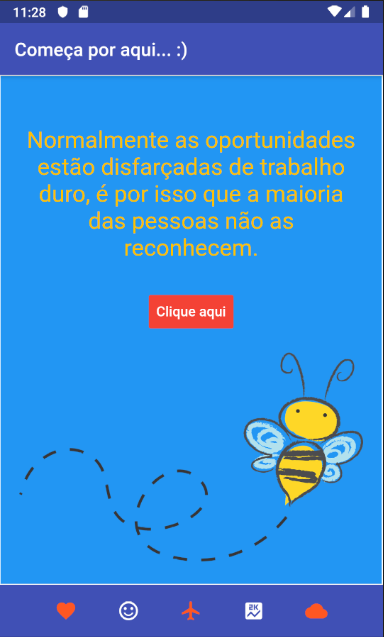 11:28
Começa por aqui... :)
Normalmente as oportunidades
estão disfarçadas de trabalho
duro, é por isso que a maioria
das pessoas não as
reconhecem.
Clique aqui
2K